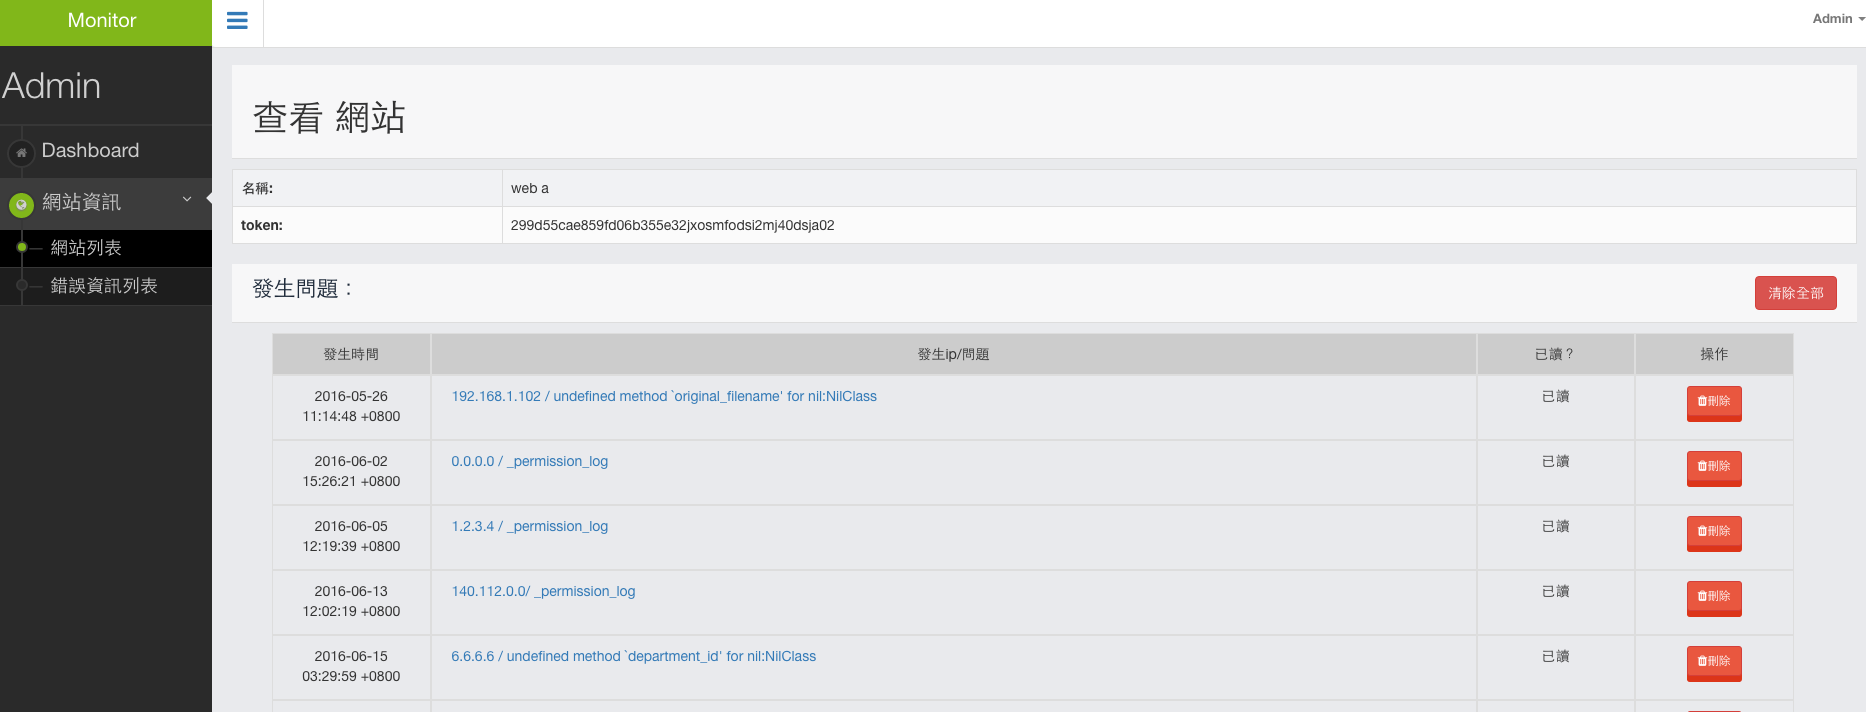 Monitor
Admin
Admin
Dashboard
網站資訊
網站列表
錯誤資訊列表
查看 網站
名稱: web a
token: 299d55cae859fd06b355e32jxosmfodsi2mj40dsja02
發生問題：
清除全部
發生時間 發生ip/問題 已讀？ 操作
2016-05-26 192.168.1.102 / undefined method `original_filename' for nil:NilClass 已讀 刪除
11:14:48 +0800
2016-06-02 0.0.0.0 / _permission_log 已讀 刪除
15:26:21 +0800
2016-06-05 1.2.3.4 / _permission_log 已讀 刪除
12:19:39 +0800
2016-06-13 140.112.0.0/ _permission_log 已讀 刪除
12:02:19 +0800
2016-06-15 6.6.6.6 / undefined method `department_id' for nil:NilClass 已讀 刪除
03:29:59 +0800